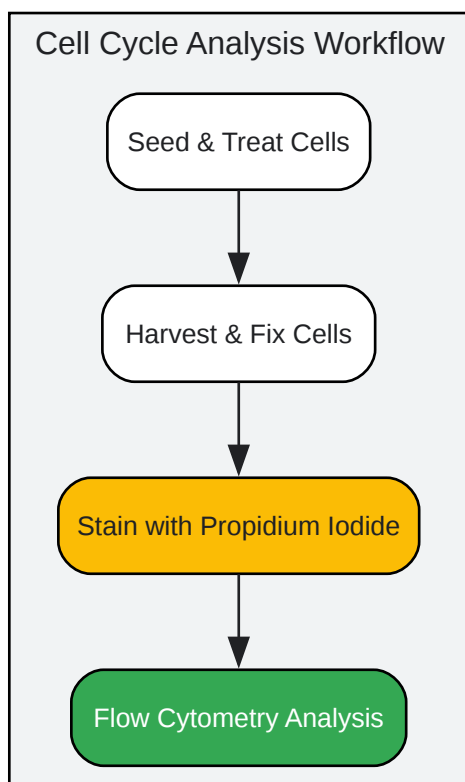 Cell Cycle Analysis Workflow
Seed & Treat Cells
Harvest & Fix Cells
Stain with Propidium Iodide
Flow Cytometry Analysis